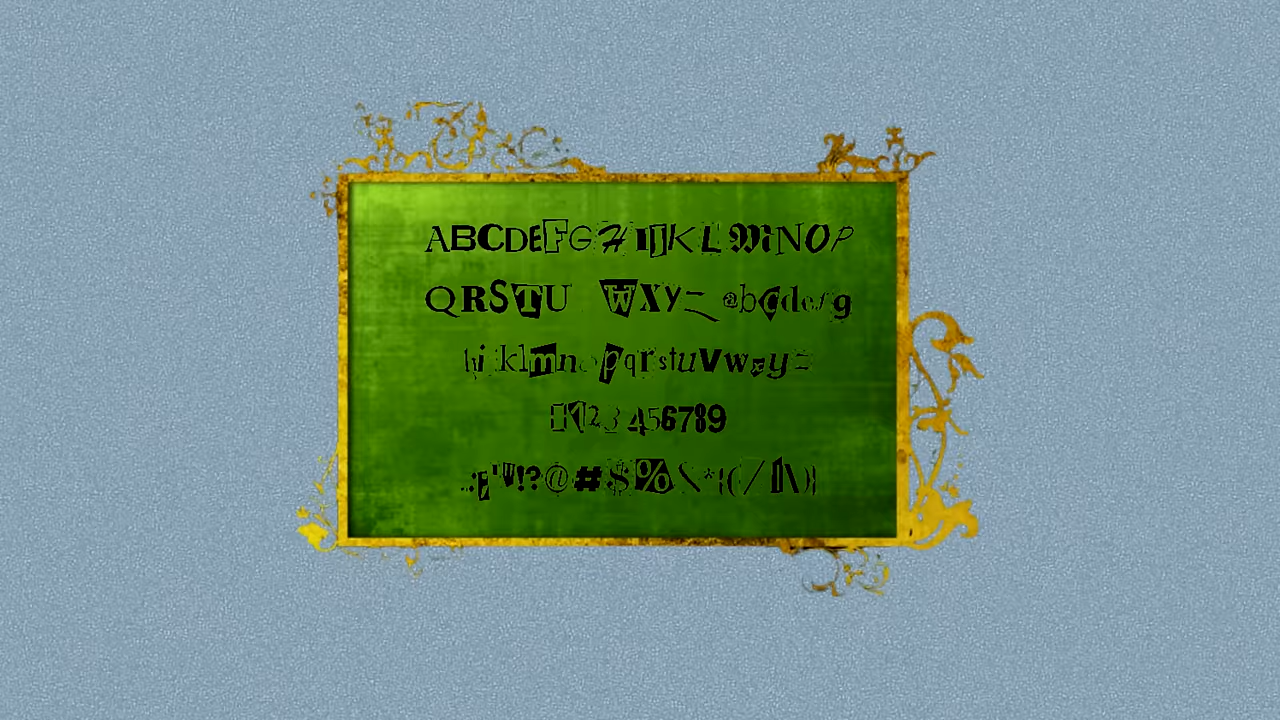 ABCDEFGHIJKLMNOP
QRSTU WXYZ abcdefg
hijklmnopqrstuvwxyz
0123456789
!?@#$%\*{(/\)}